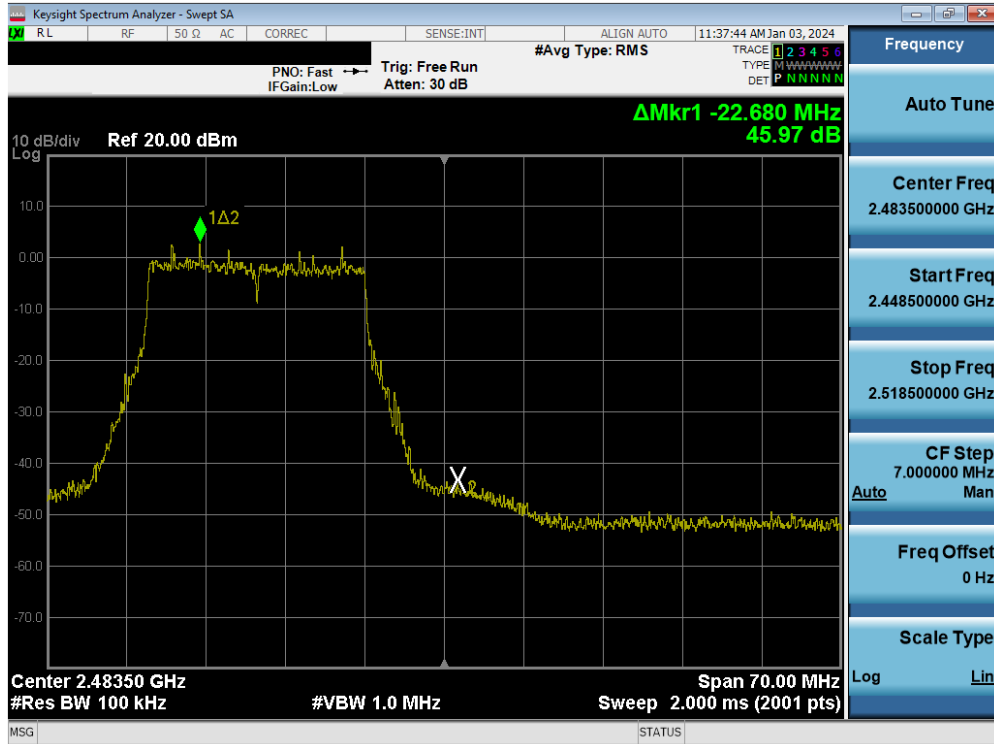 Keysight Spectrum Analyzer - Swept SA
LXI RL RF 50 Ω AC CORREC SENSE:INT ALIGN AUTO 11:37:44 AM Jan 03, 2024
#Avg Type: RMS
TRACE 1 2 3 4 5 6
TYPE M WWWWW
DET P N N N N N
PNO: Fast
IFGain:Low
Trig: Free Run
Atten: 30 dB
ΔMkr1 -22.680 MHz
45.97 dB
10 dB/div Ref 20.00 dBm
Log
10.0
0.00
-10.0
-20.0
-30.0
-40.0
-50.0
-60.0
-70.0
1Δ2
X2
Center 2.48350 GHz Span 70.00 MHz
#Res BW 100 kHz #VBW 1.0 MHz Sweep 2.000 ms (2001 pts)
MSG STATUS
Frequency
Auto Tune
Center Freq
2.483500000 GHz
Start Freq
2.448500000 GHz
Stop Freq
2.518500000 GHz
CF Step
7.000000 MHz
Auto Man
Freq Offset
0 Hz
Scale Type
Log Lin